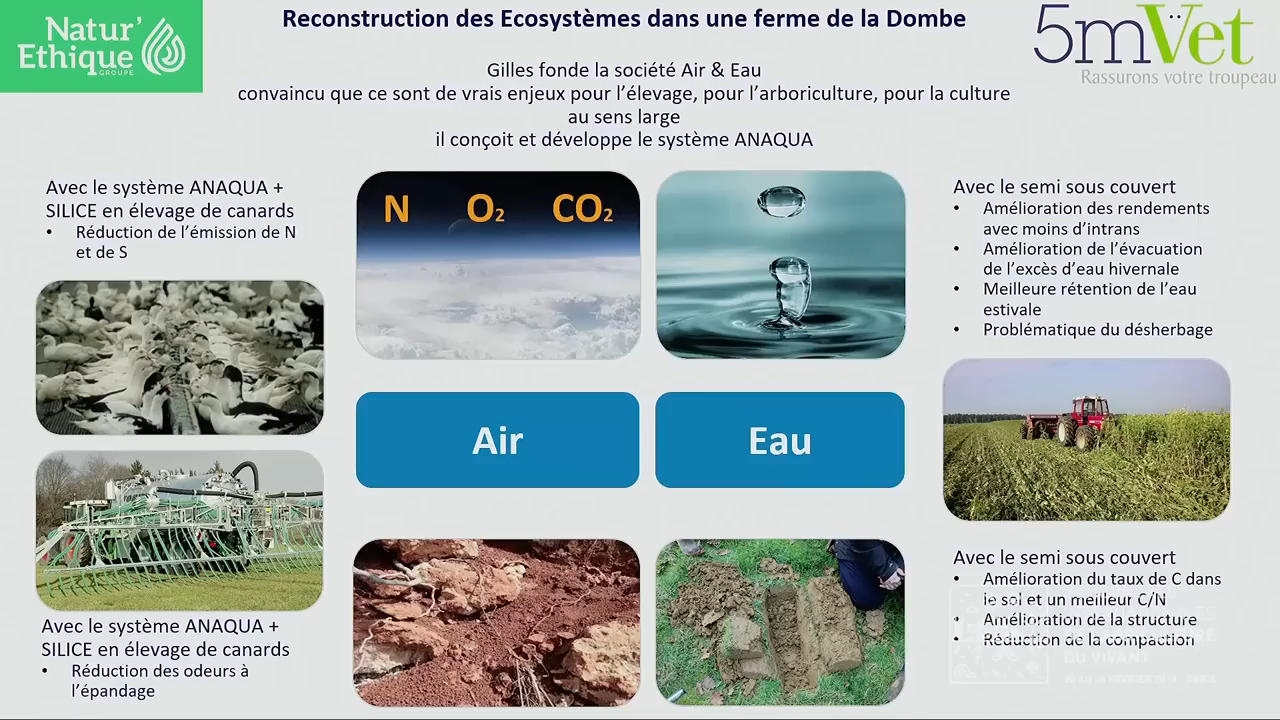 Natur'
Ethique
GROUPE
Reconstruction des Ecosystèmes dans une ferme de la Dombe
5mVet
Rassurons votre troupeau
Gilles fonde la société Air & Eau
convaincu que ce sont de vrais enjeux pour l'élevage, pour l'arboriculture, pour la culture
au sens large
il conçoit et développe le système ANAQUA
Avec le système ANAQUA +
SILICE en élevage de canards
• Réduction de l'émission de N
et de S
N O2 CO2
Air
Eau
Avec le système ANAQUA +
SILICE en élevage de canards
• Réduction des odeurs à
l'épandage
Avec le semi sous couvert
• Amélioration des rendements
avec moins d'intrans
• Amélioration de l'évacuation
de l'excès d'eau hivernale
• Meilleure rétention de l'eau
estivale
• Problématique du désherbage
Avec le semi sous couvert
• Amélioration du taux de C dans
le sol et un meilleur C/N
• Amélioration de la structure
• Réduction de la compaction
DU VIVANT